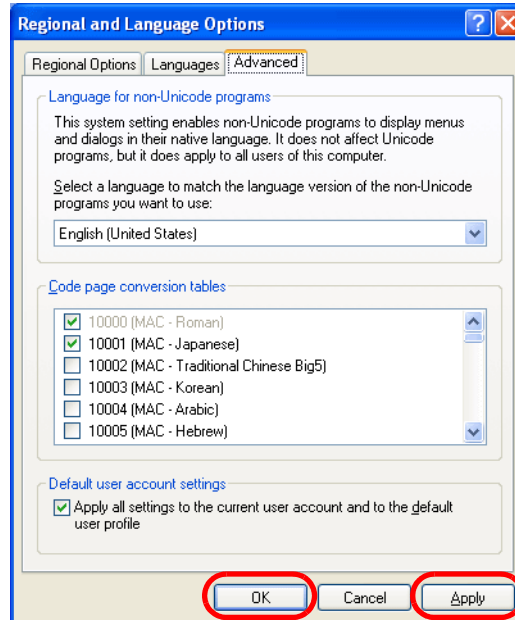 Regional and Language Options
Regional Options Languages Advanced
Language for non-Unicode programs
This system setting enables non-Unicode programs to display menus
and dialogs in their native language. It does not affect Unicode
programs, but it does apply to all users of this computer.
Select a language to match the language version of the non-Unicode
programs you want to use:
English (United States)
Code page conversion tables
10000 (MAC - Roman)
10001 (MAC - Japanese)
10002 (MAC - Traditional Chinese Big5)
10003 (MAC - Korean)
10004 (MAC - Arabic)
10005 (MAC - Hebrew)
Default user account settings
Apply all settings to the current user account and to the default
user profile
OK Cancel Apply